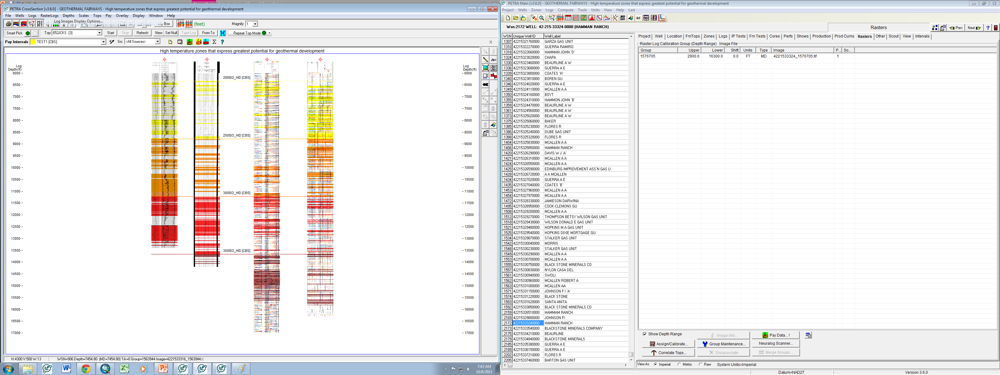 PETRA CrossSection [v3.6.0] - GEOTHERMAL FAIRWAYS - High temperature zones that express greatest potential for geothermal development
File Wells Logs RasterLogs Depths Scales Tops Pay Overlay Display Window Help
Log Images Display Options...
Slip Box (feet) Magnify 1
Smart Pick Top: 652JCKS [3] Start Stop Refresh New Set Null Type Log From-To Repeat Top Mode
Pay Intervals TEST1 [CBS] Src <All Sources>
High temperature zones that express greatest potential for geothermal development
Log
Depth(ft)
6000
6500
7000
7500
8000
8500
9000
9500
10000
10500
11000
11500
12000
12500
13000
13500
14000
14500
15000
15500
16000
16500
17000
200ISO_HID [CBS]
250ISO_HID [CBS]
300ISO_HID [CBS]
350ISO_HID [CBS]
Log
Depth(ft)
6000
6500
7000
7500
8000
8500
9000
9500
10000
10500
11000
11500
12000
12500
13000
13500
14000
14500
15000
15500
16000
16500
17000
Abc
H:4300 V:500 W:13 WSN=906 Depth=7454.80 (MD=7454.80) Trk=0 Group=1563944 Image=4221533316_1563944.t
7:43 AM
10/6/2011
PETRA Main [v3.6.0] - GEOTHERMAL FAIRWAYS - High temperature zones that express greatest potential for geothermal development
Project Wells Zones Logs Compute Tools Units View Help Last
Wsn:2172 WELL: 42-215-33324-0000 (HAMMAN RANCH)
Rasters Prev Next
WSN Unique Well ID Well Label
1307 42215321760000 GARZA GAS UNIT
1310 42215322270000 GUERRA RAMIRO
1318 42215322660000 HAMMAN JOHN `D`
1324 42215323020000 CHAPA
1330 42215323460000 BEAURLINE A W
1336 42215323680000 GUERRA A E
1339 42215323800000 COATES `H`
1340 42215323810000 BOREN GU
1346 42215324020000 GUERRA A E
1349 42215324110000 MCALLEN A A
1350 42215324160000 BOYT
1355 42215324310000 HAMMON JOHN `B`
1359 42215324470000 BEAURLINE A W
1361 42215324560000 BEAURLINE A W
1373 42215325020000 BEAURLINE A W
1375 42215325060000 BAKER
1385 42215325230000 FLORES R
1386 42215325240000 DUBE GAS UNIT
1388 42215325320000 FLORES R
1404 42215325830000 MCALLEN A A
1406 42215325850000 HAMMAN RANCH
1420 42215326290000 DAVIS W J `A`
1421 42215326310000 MCALLEN A A
1424 42215326550000 MCALLEN A A
1425 42215326590000 EDINBURG IMPROVEMENT ASS'N GAS U
1428 42215326720000 A A MCALLEN
1434 42215327020000 GUERRA A E
1435 42215327040000 COATES `B`
1453 42215327960000 MCALLEN A A
1454 42215327970000 MCALLEN A A
1472 42215328330000 JAMIESON DARWINA
1495 42215328950000 COOK-CLEMONS GU
1508 42215329200000 MCALLEN A A
1512 42215329270000 THOMPSON BETSY WILSON GAS UNIT
1518 42215329430000 WILSON DONALD E GAS UNIT
1521 42215329480000 HOPKINS M A GAS UNIT
1525 42215329540000 HOPKINS DIXIE MORTGAGE GU
1534 42215329870000 STALKER GAS UNIT
1542 42215330040000 MORRIS
1548 42215330230000 STALKER GAS UNIT
1549 42215330290000 MCALLEN A A
1553 42215330700000 MCALLEN A A
1555 42215330750000 BLACK STONE MINERALS CO
1557 42215330830000 NYLON CASA DEL
1561 42215330940000 SWOLI
1562 42215330960000 MCALLEN ROBERT A
1563 42215331000000 MCALLEN AA
1571 42215331150000 JOHNSON F I `A`
1574 42215331220000 BLACK STONE
1583 42215331620000 SANTA ANITA
1592 42215333850000 BLACK STONE MINERALS CO
2159 42215326510000 HAMMAM RANCH
2169 42215329800000 JOHNSON FI
2172 42215333240000 HAMMAN RANCH
2173 42215333540000 BLACKSTONE MINERALS COMPANY
2175 42215334210000 BEAURLINE
2179 42215334840000 BLACKSTONE MINERALS
2185 42215335380000 GUERRA A E
2189 42215336150000 GUERRA A E
2202 42215337210000 FLORES R
2205 42215337460000 BARTON GAS UNIT
Project Well Location FmTops Zones Logs IP Tests Fm Tests Cores Perfs Shows Production Prod Cums Rasters Other Scout View Intervals
Raster Log Calibration Group (Depth Range) Image File
Group Upper Lower Shift Units Type Image P... So...
1576705 2900.0 16300.0 0.0 FT MD 4221533324_1576705.tif Y
Show Depth Range Image Info... Pay Data... !
Assign/Calibrate... Group Maintenance... Neuralog Scanner...
Correlate Tops... Disassociate Merge Groups...
View As Imperial Metric Raw System Units=Imperial
Datum=NAD27 Version 3.6.0